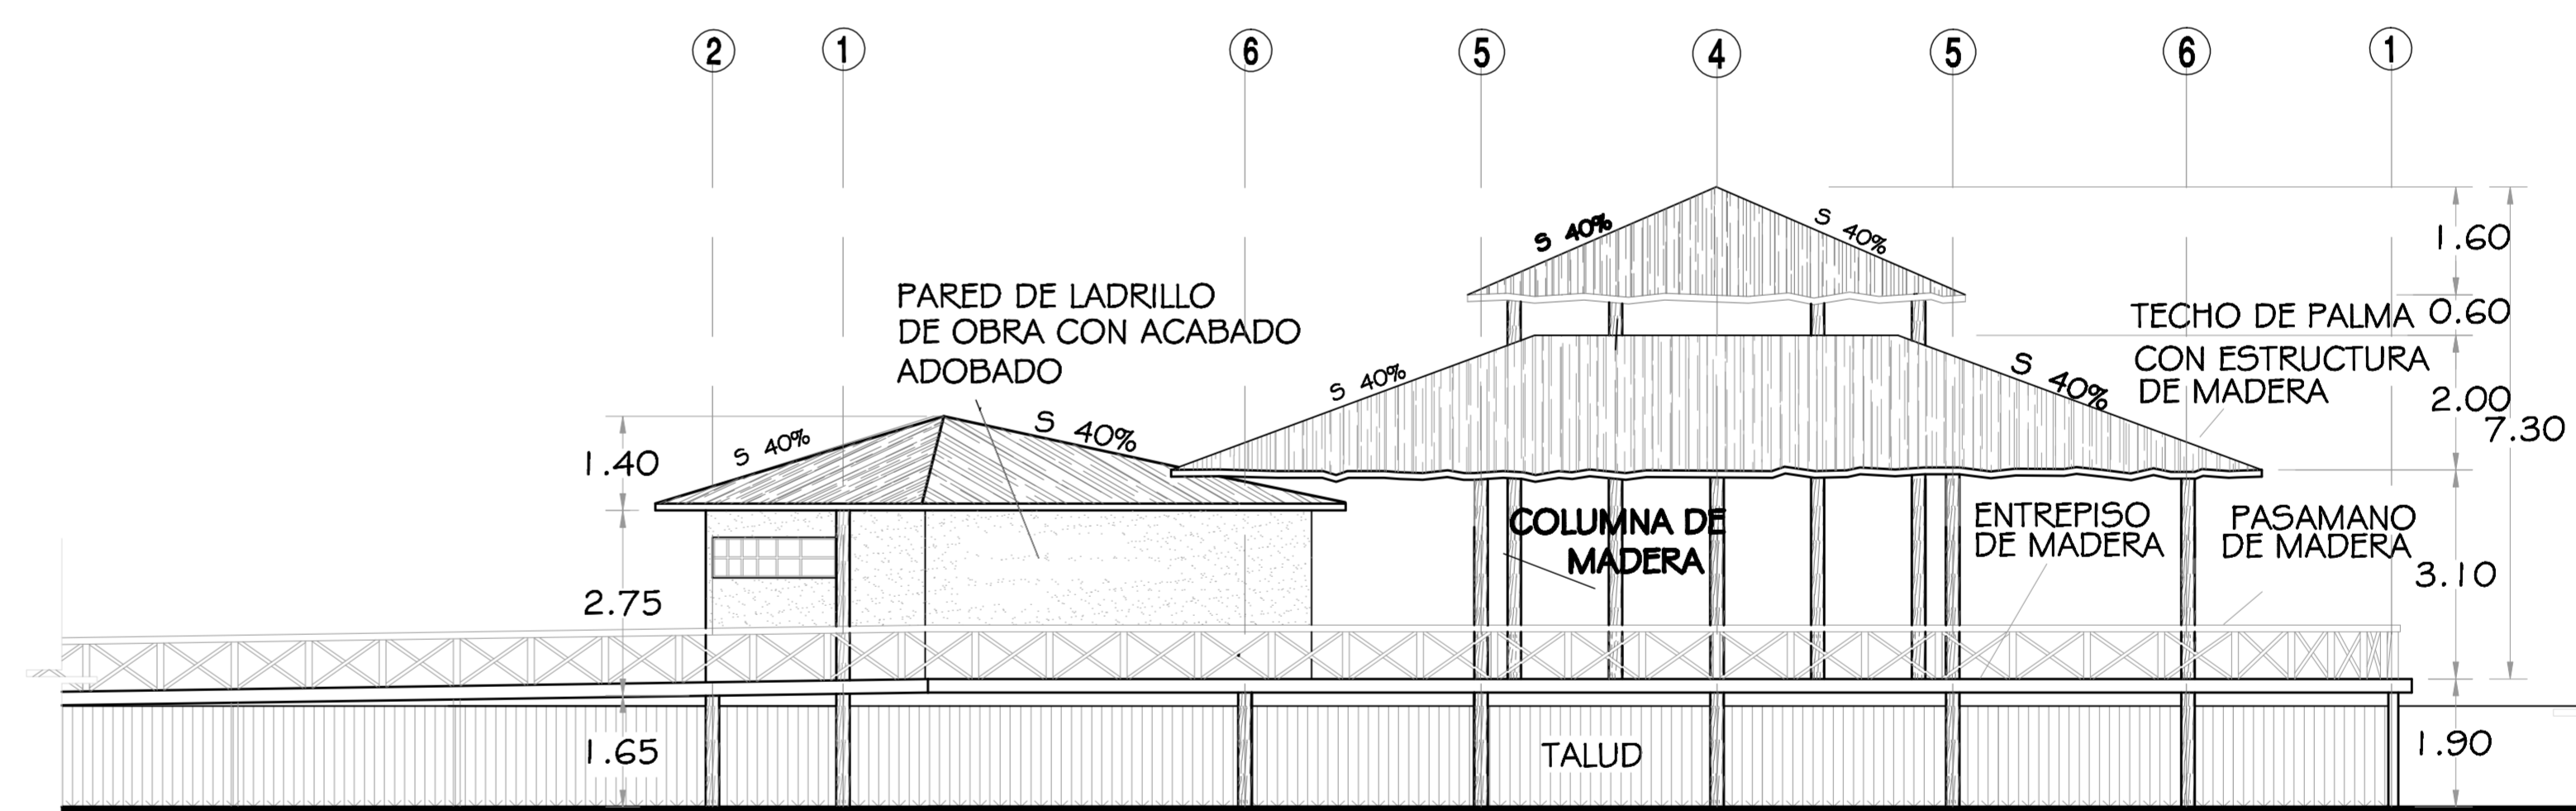 2 1 6 5 4 5 6 1
S 40%
S 40%
1.60
PARED DE LADRILLO
DE OBRA CON ACABADO
ADOBADO
TECHO DE PALMA
CON ESTRUCTURA
DE MADERA
0.60
S 40%
S 40%
2.00
7.30
S 40%
S 40%
1.40
COLUMNA DE
MADERA
ENTREPISO
DE MADERA
PASAMANO
DE MADERA
3.10
2.75
1.65
TALUD
1.90